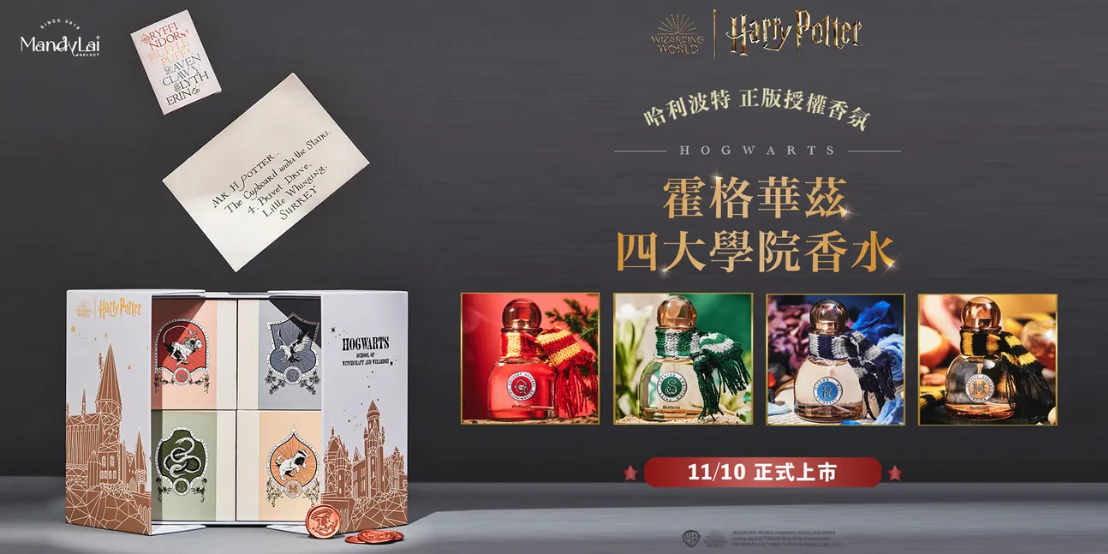 SINCE 2012
MandyLai
SELECT
GRYFFI
NDOR
HUFFLE
PUFF
RAVEN
CLAW
SLYTH
ERIN
MR. H. POTTER.
The Cupboard under the Stairs.
4. Privet Drive.
Little Whinging.
SURREY
Harry Potter
HOGWARTS
SCHOOL OF
WITCHCRAFT AND WIZARDRY
WIZARDING
WORLD
Harry Potter
哈利波特 正版授權香氛
HOGWARTS
霍格華茲
四大學院香水
11/10 正式上市
WB